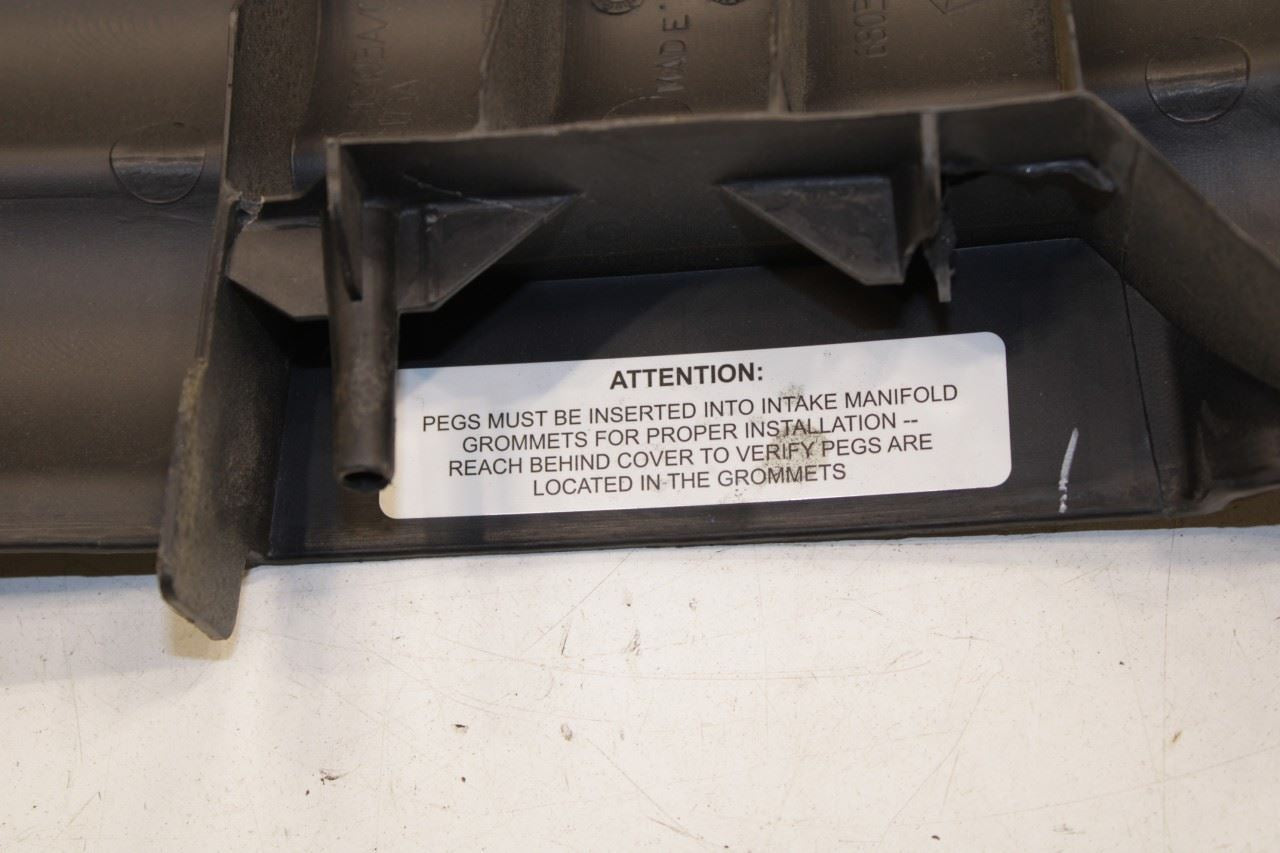 MADE
ATTENTION:
PEGS MUST BE INSERTED INTO INTAKE MANIFOLD
GROMMETS FOR PROPER INSTALLATION --
REACH BEHIND COVER TO VERIFY PEGS ARE
LOCATED IN THE GROMMETS